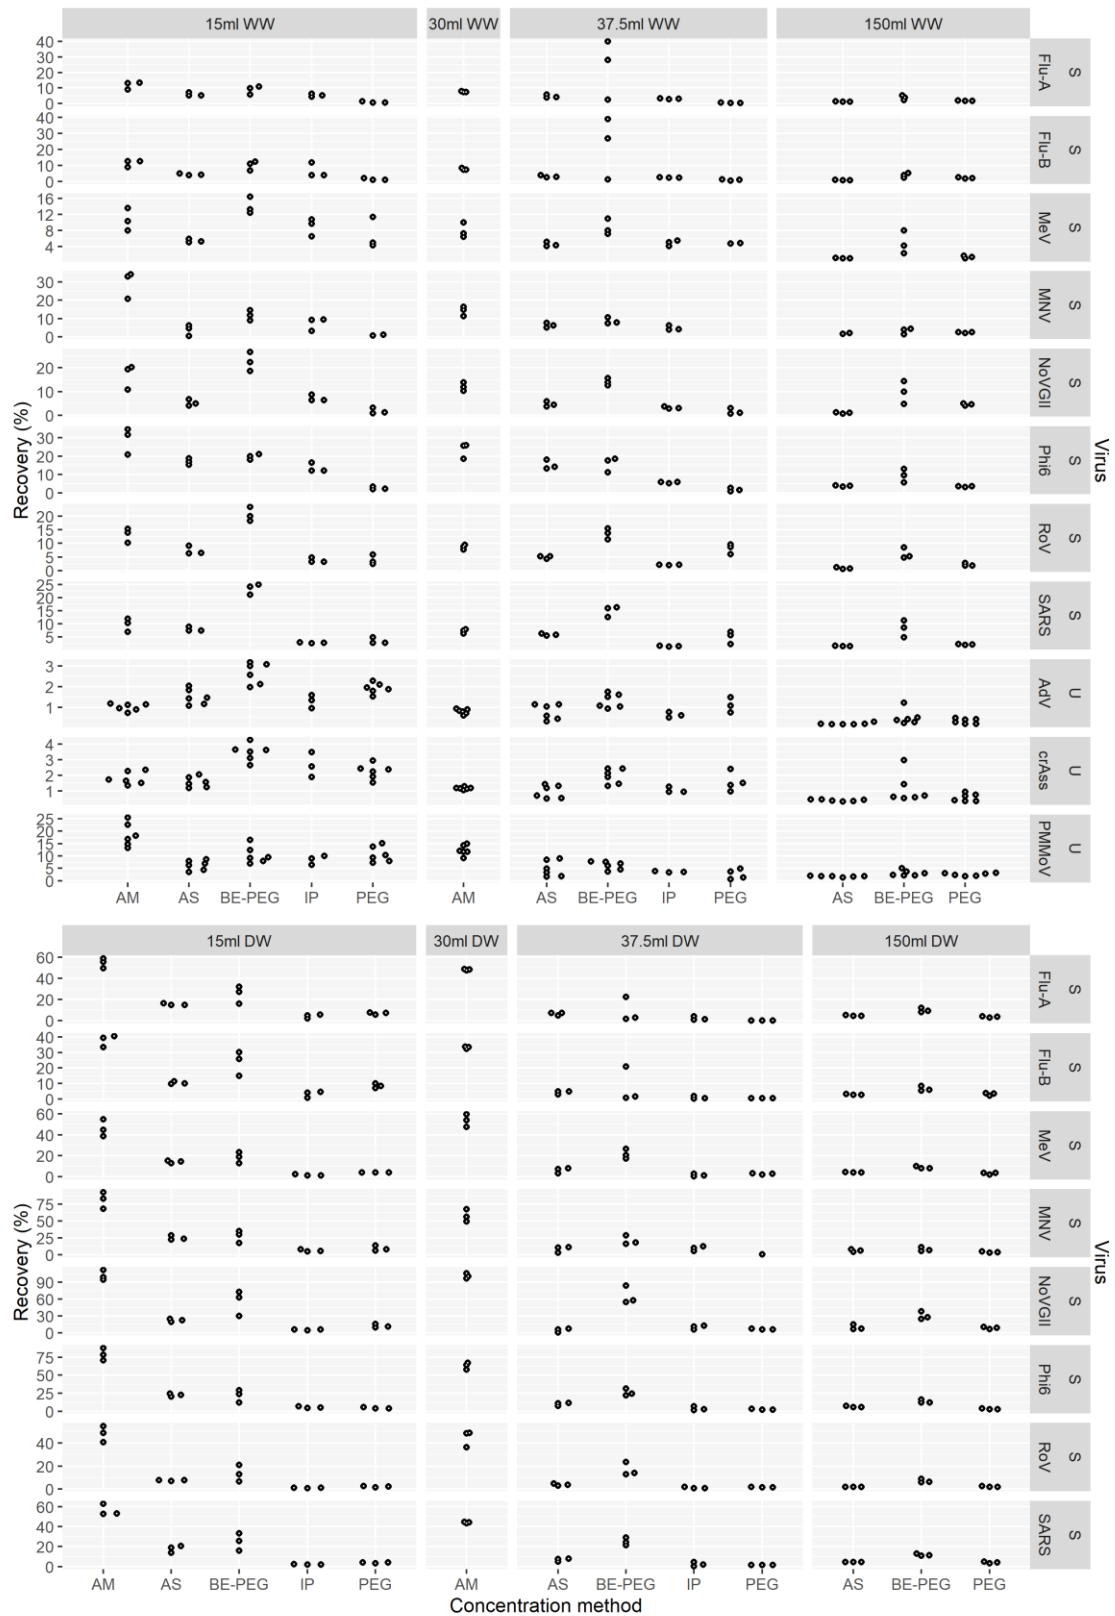 15ml WW 30ml WW 37.5ml WW 150ml WW
40
30
20
10
0
Flu-A S
40
30
20
10
0
Flu-B S
16
12
8
4
MeV S
30
20
10
0
MNV S
20
10
0
NoVGII S
30
20
10
0
Phi6 S
20
15
10
5
0
RoV S
25
20
15
10
5
SARS S
3
2
1
AdV U
4
3
2
1
crAss U
25
20
15
10
5
0
PMMoV U
Recovery (%)
Virus
AM AS BE-PEG IP PEG AM AS BE-PEG IP PEG AS BE-PEG PEG
15ml DW 30ml DW 37.5ml DW 150ml DW
60
40
20
0
Flu-A S
40
30
20
10
0
Flu-B S
60
40
20
0
MeV S
75
50
25
0
MNV S
90
60
30
0
NoVGII S
75
50
25
0
Phi6 S
40
20
0
RoV S
60
40
20
0
SARS S
Recovery (%)
Virus
AM AS BE-PEG IP PEG AM AS BE-PEG IP PEG AS BE-PEG PEG
Concentration method